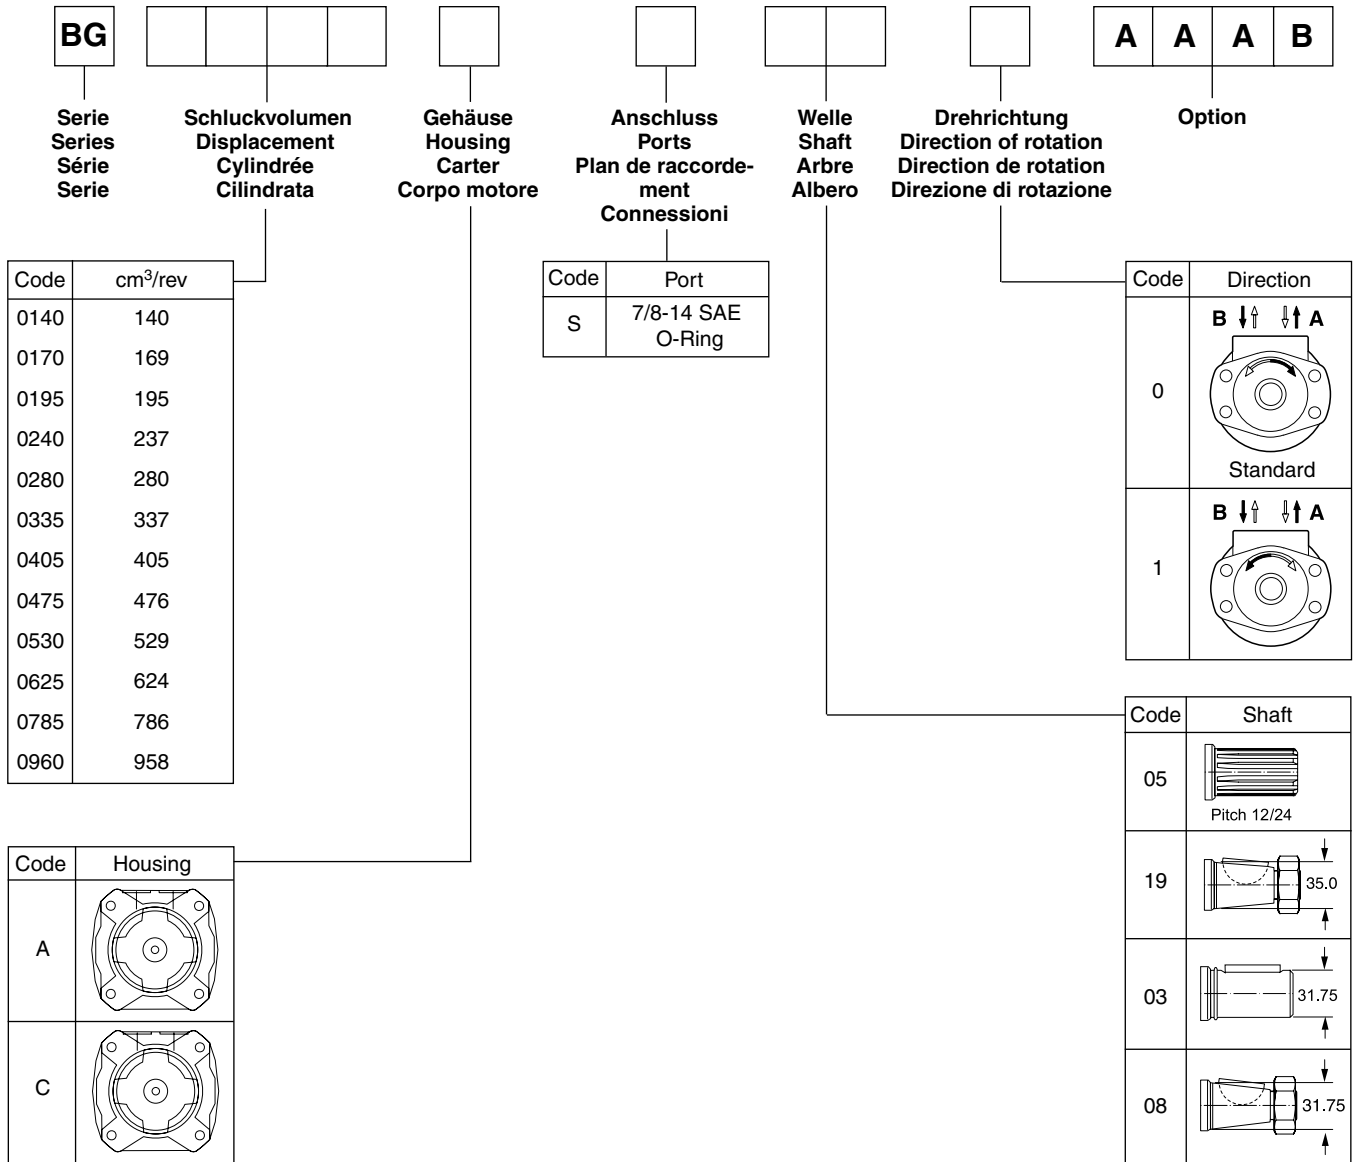 BG A A A B
Serie
Series
Série
Serie
Schluckvolumen
Displacement
Cylindrée
Cilindrata
Gehäuse
Housing
Carter
Corpo motore
Anschluss
Ports
Plan de raccorde-
ment
Connessioni
Welle
Shaft
Arbre
Albero
Drehrichtung
Direction of rotation
Direction de rotation
Direzione di rotazione
Option
Code cm³/rev
0140 140
0170 169
0195 195
0240 237
0280 280
0335 337
0405 405
0475 476
0530 529
0625 624
0785 786
0960 958
Code Port
S 7/8-14 SAE
O-Ring
Code Direction
B A
0
Standard
B A
1
Code Shaft
05
Pitch 12/24
19 35.0
03 31.75
08 31.75
Code Housing
A
C